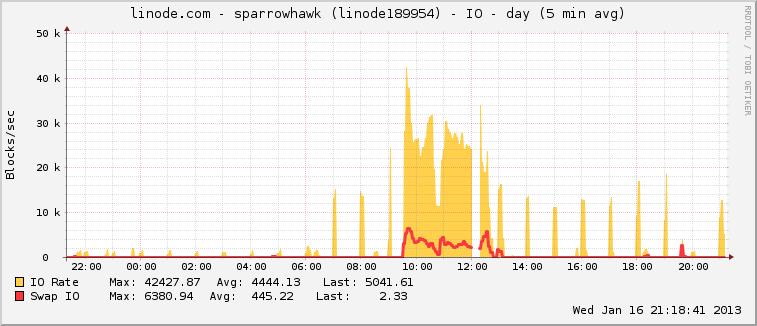 linode.com - sparrowhawk (linode189954) - IO - day (5 min avg)
RRDTOOL / TOBI OETIKER
Blocks/sec
50 k
40 k
30 k
20 k
10 k
0
22:00 00:00 02:00 04:00 06:00 08:00 10:00 12:00 14:00 16:00 18:00 20:00
IO Rate Max: 42427.87 Avg: 4444.13 Last: 5041.61
Swap IO Max: 6380.94 Avg: 445.22 Last: 2.33
Wed Jan 16 21:18:41 2013